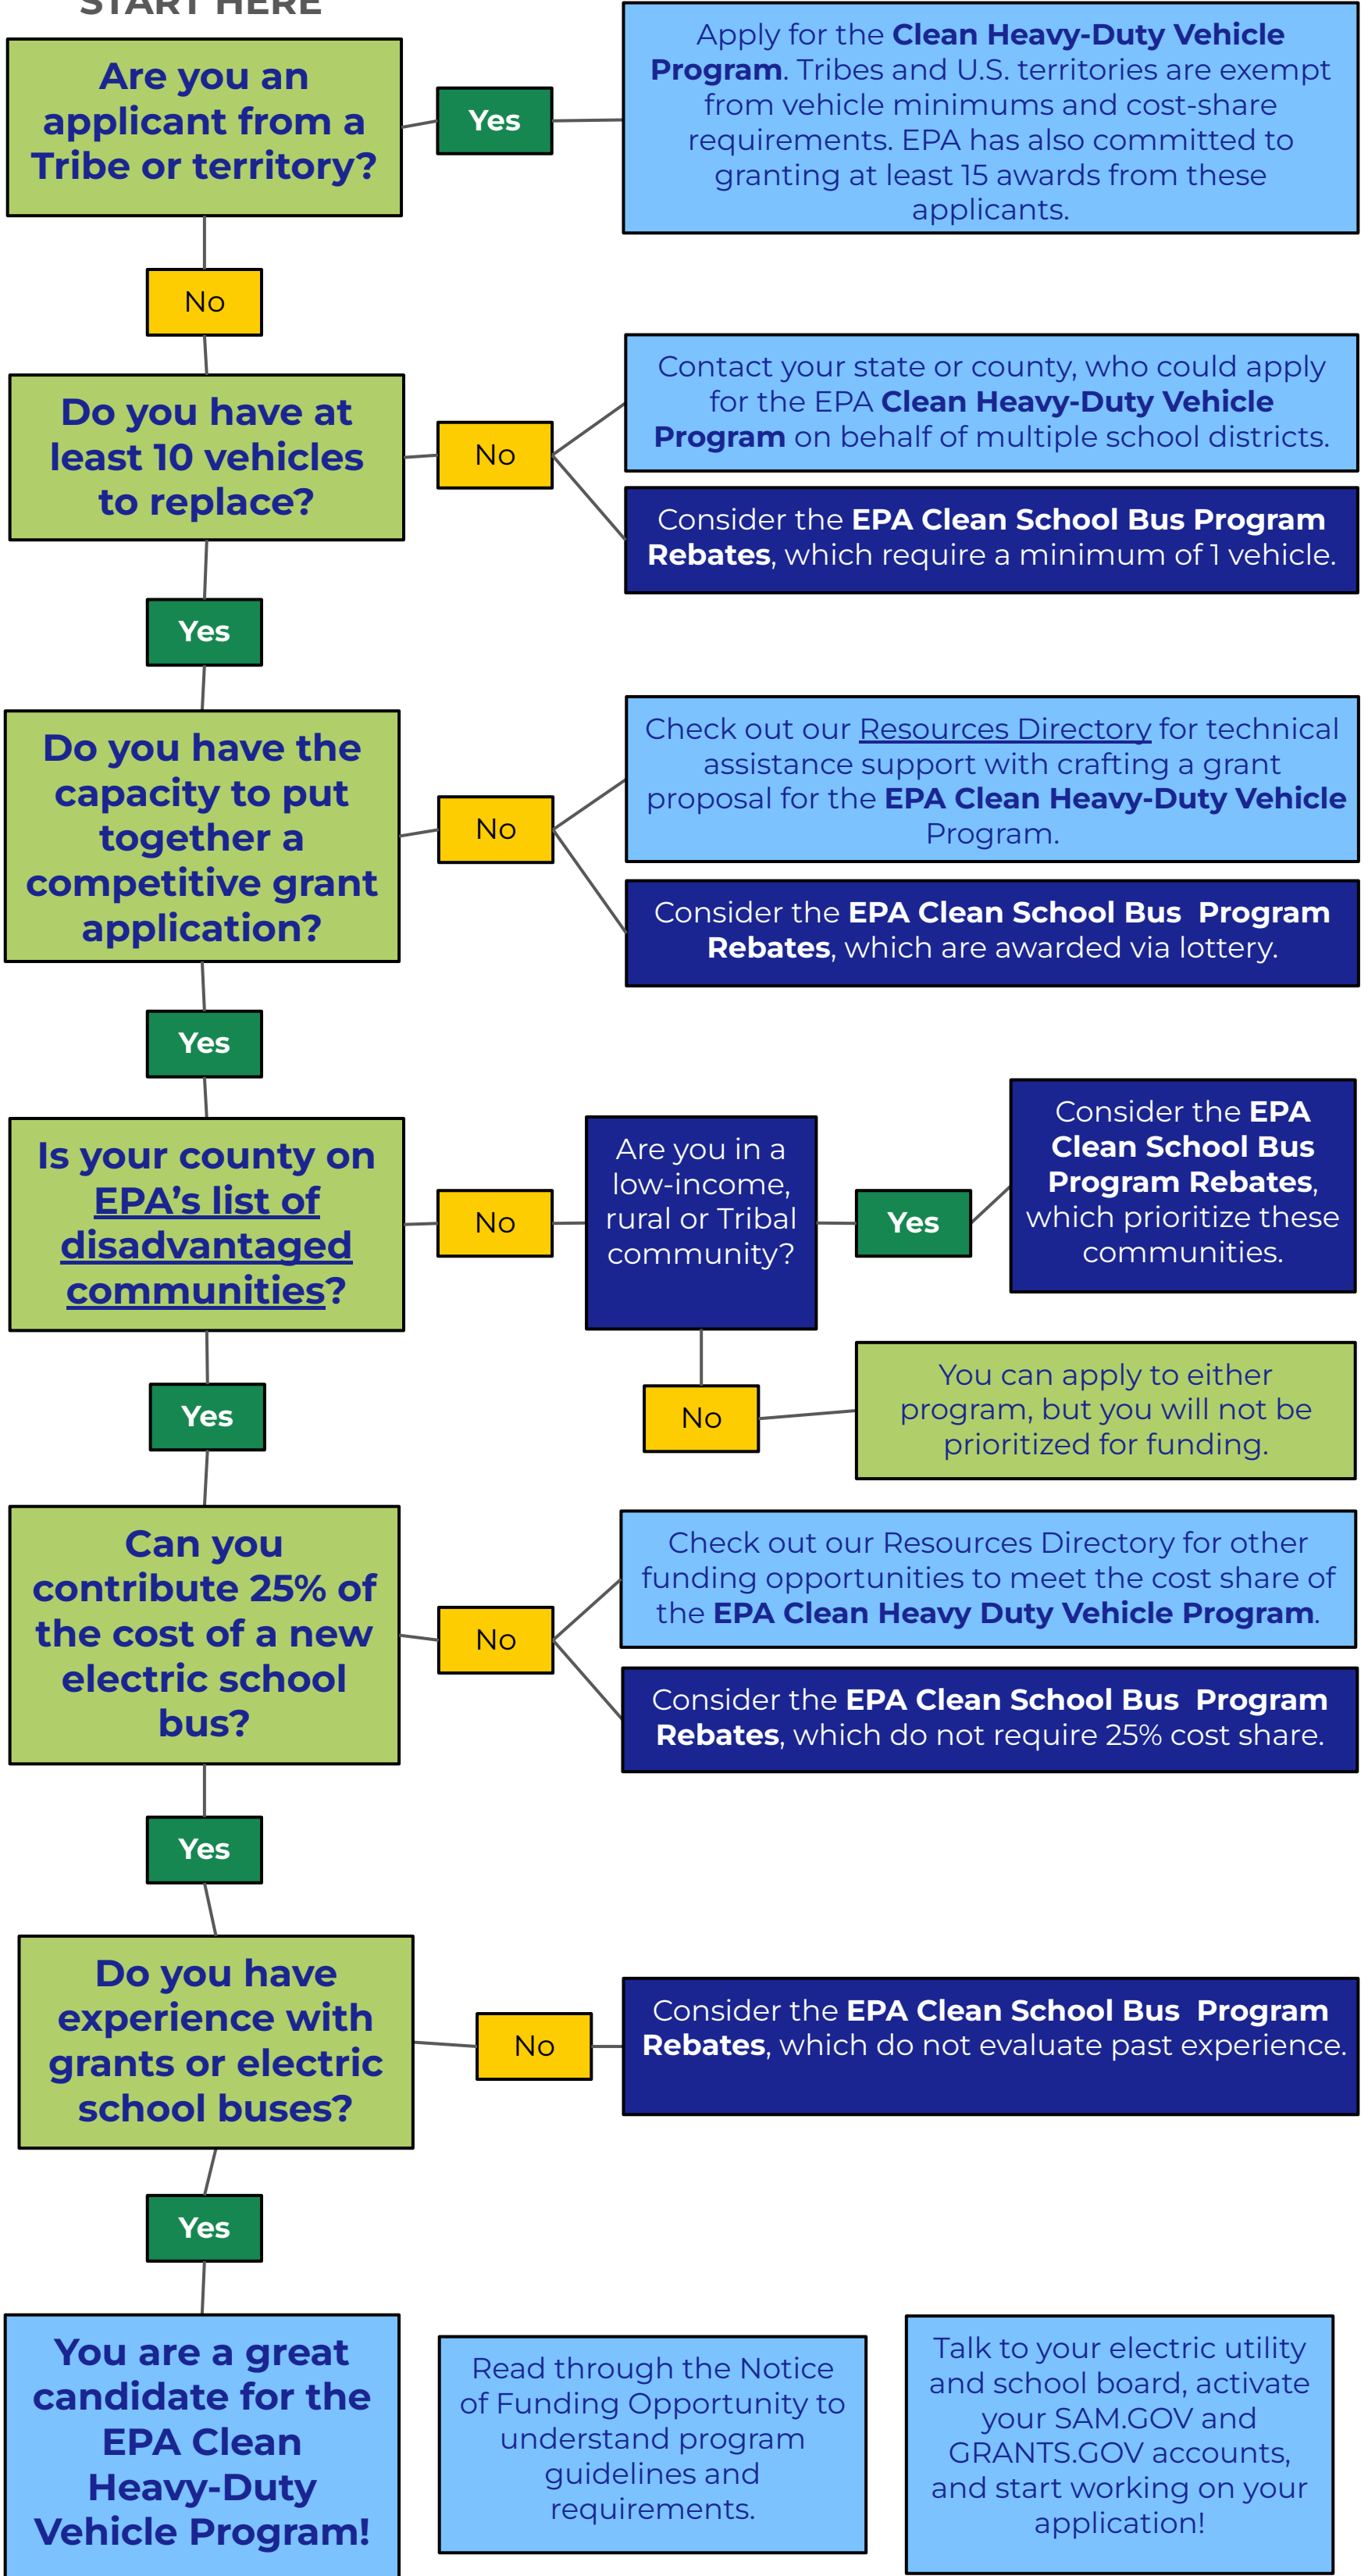 START HERE
Are you an
applicant from a
Tribe or territory?
Yes
Apply for the Clean Heavy-Duty Vehicle
Program. Tribes and U.S. territories are exempt
from vehicle minimums and cost-share
requirements. EPA has also committed to
granting at least 15 awards from these
applicants.
No
Do you have at
least 10 vehicles
to replace?
No
Contact your state or county, who could apply
for the EPA Clean Heavy-Duty Vehicle
Program on behalf of multiple school districts.
Consider the EPA Clean School Bus Program
Rebates, which require a minimum of 1 vehicle.
Yes
Do you have the
capacity to put
together a
competitive grant
application?
No
Check out our Resources Directory for technical
assistance support with crafting a grant
proposal for the EPA Clean Heavy-Duty Vehicle
Program.
Consider the EPA Clean School Bus Program
Rebates, which are awarded via lottery.
Yes
Is your county on
EPA’s list of
disadvantaged
communities?
No
Are you in a
low-income,
rural or Tribal
community?
Yes
Consider the EPA
Clean School Bus
Program Rebates,
which prioritize these
communities.
No
You can apply to either
program, but you will not be
prioritized for funding.
Yes
Can you
contribute 25% of
the cost of a new
electric school
bus?
No
Check out our Resources Directory for other
funding opportunities to meet the cost share of
the EPA Clean Heavy Duty Vehicle Program.
Consider the EPA Clean School Bus Program
Rebates, which do not require 25% cost share.
Yes
Do you have
experience with
grants or electric
school buses?
No
Consider the EPA Clean School Bus Program
Rebates, which do not evaluate past experience.
Yes
You are a great
candidate for the
EPA Clean
Heavy-Duty
Vehicle Program!
Read through the Notice
of Funding Opportunity to
understand program
guidelines and
requirements.
Talk to your electric utility
and school board, activate
your SAM.GOV and
GRANTS.GOV accounts,
and start working on your
application!